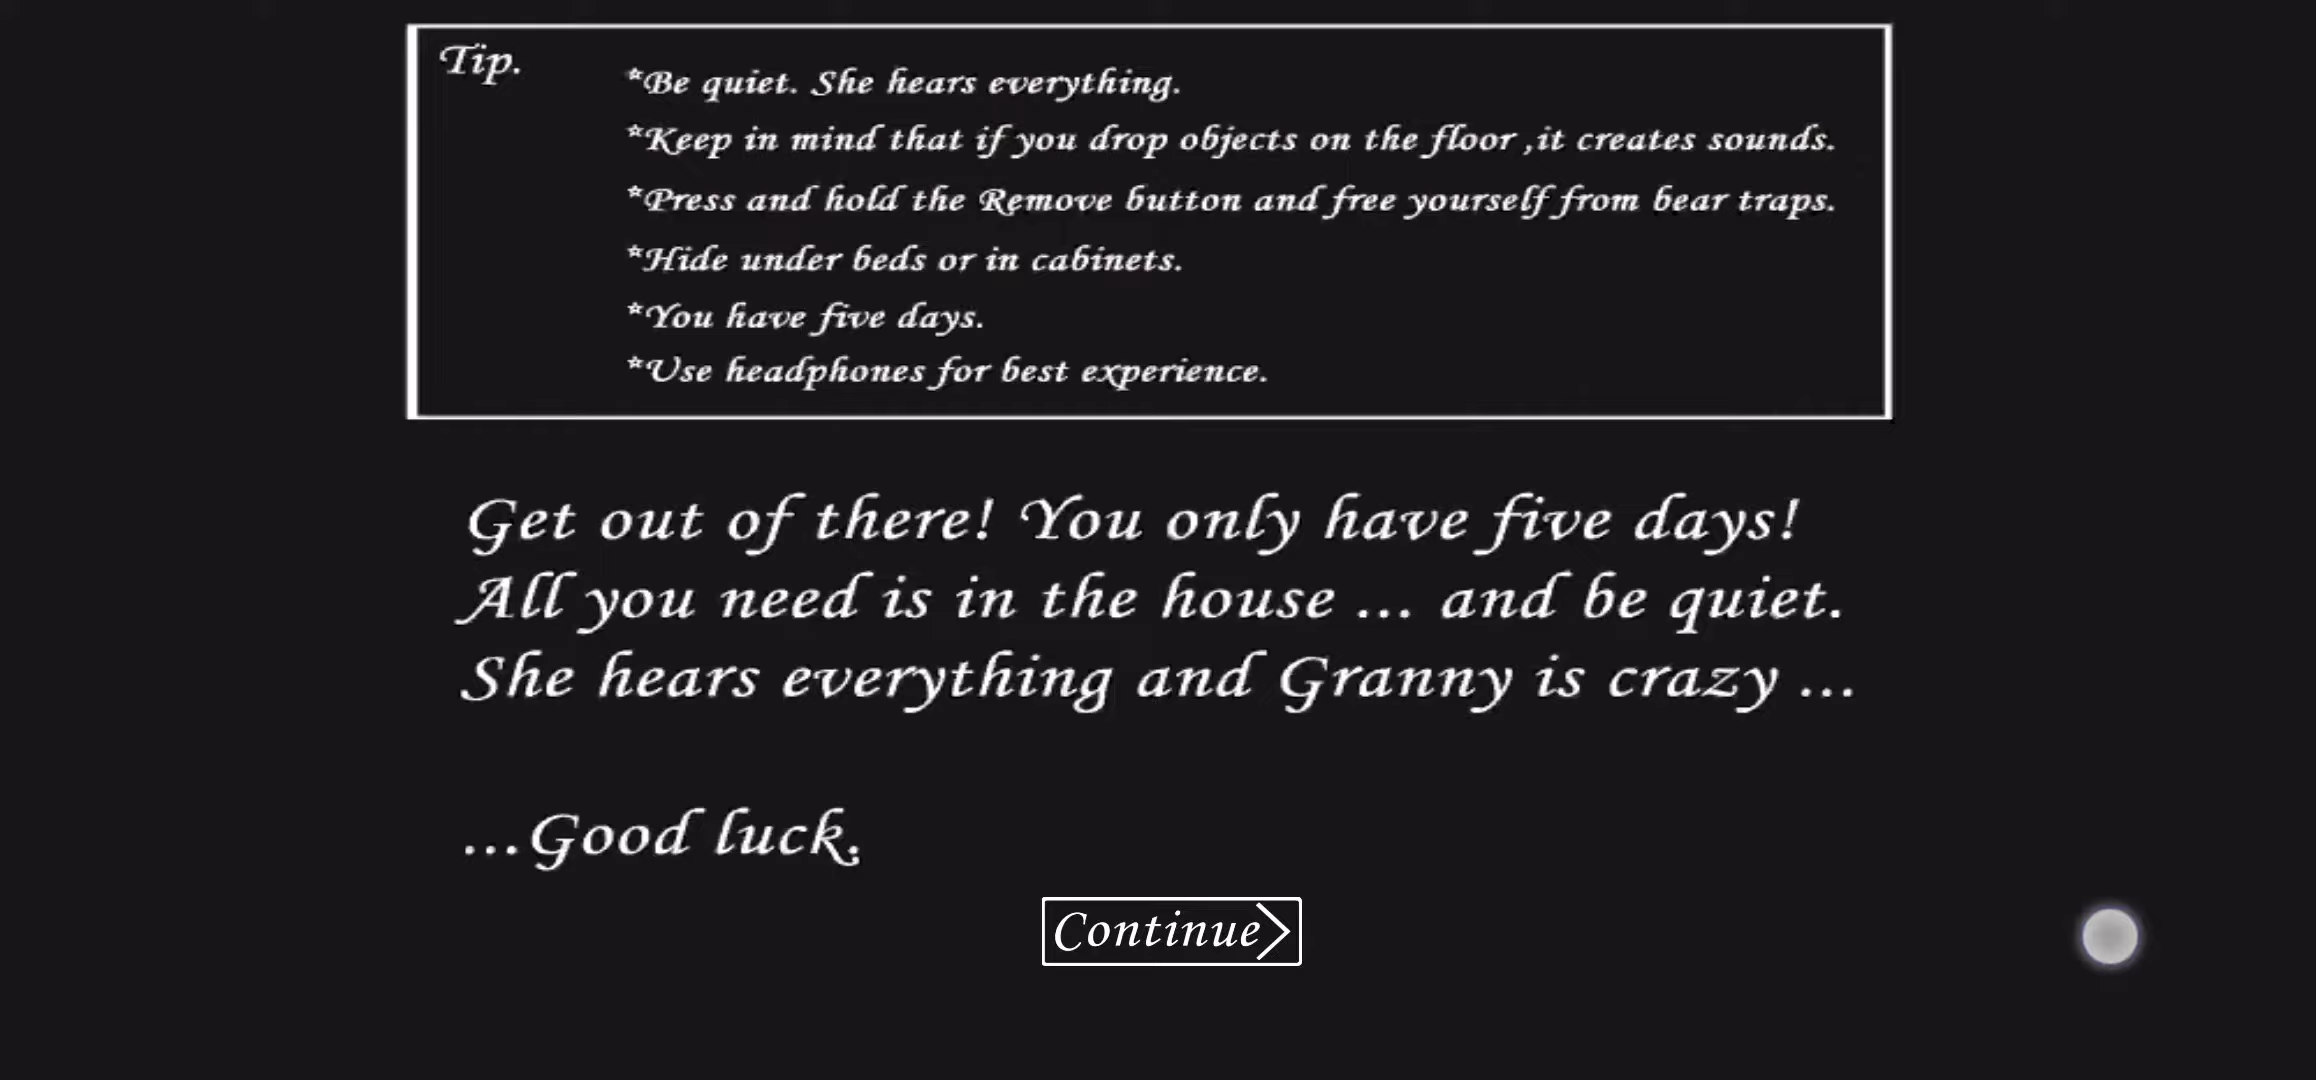 Tip.
*Be quiet. She hears everything.
*Keep in mind that if you drop objects on the floor ,it creates sounds.
*Press and hold the Remove button and free yourself from bear traps.
*Hide under beds or in cabinets.
*You have five days.
*Use headphones for best experience.
Get out of there! You only have five days!
All you need is in the house ... and be quiet.
She hears everything and Granny is crazy ...
...Good luck.
Continue>